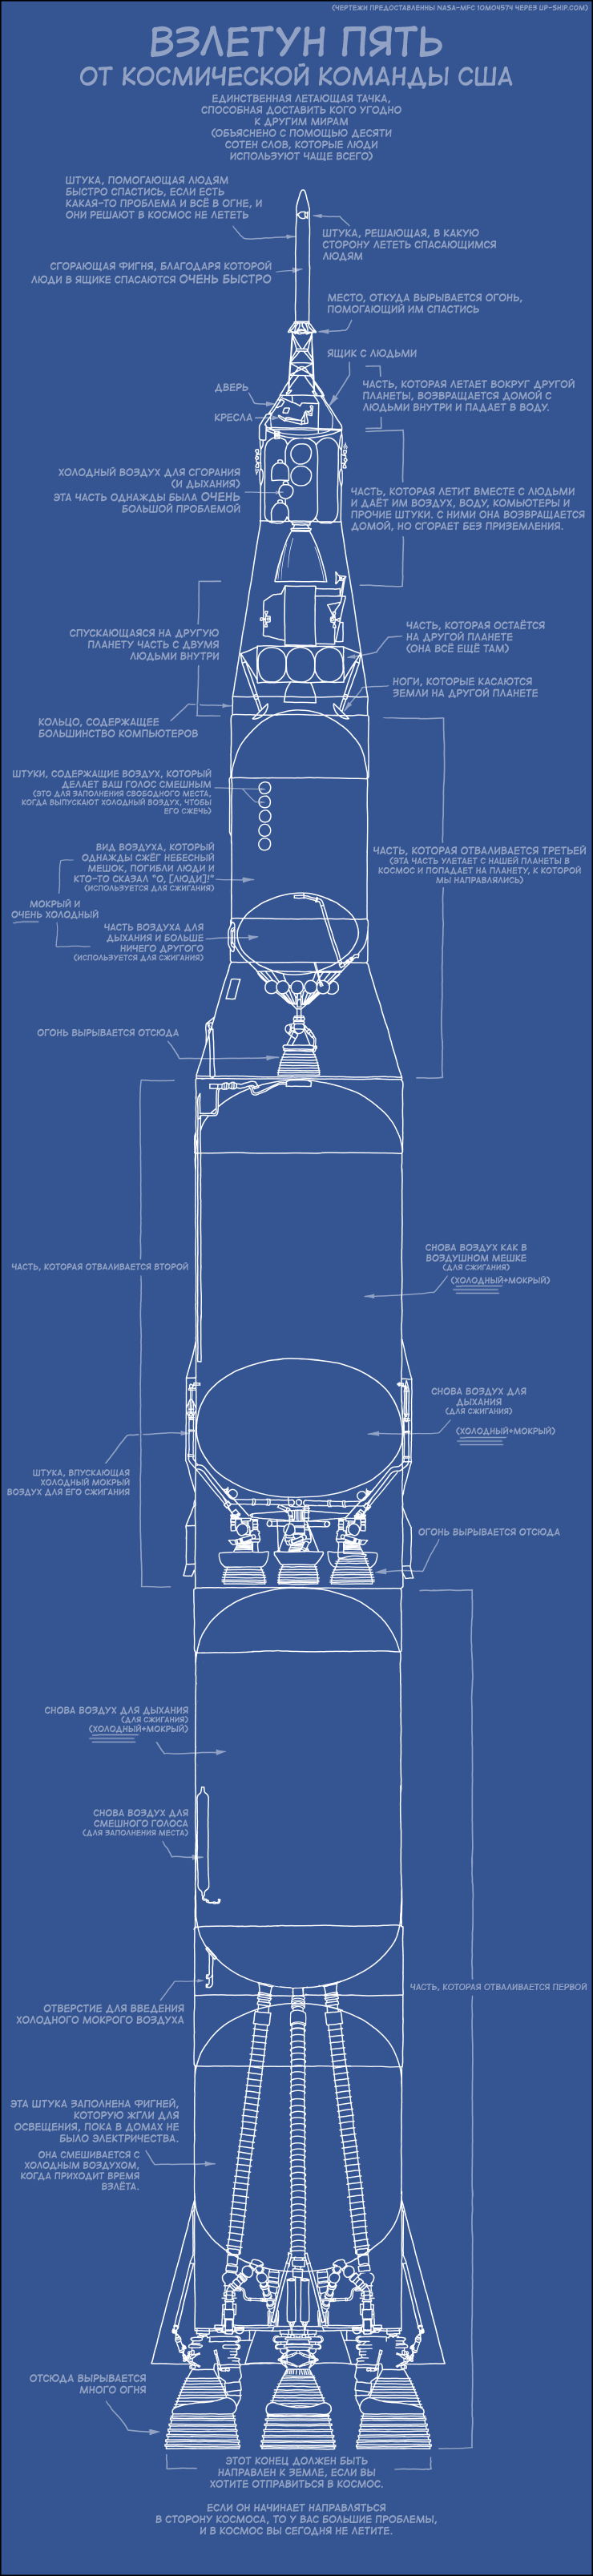 (ЧЕРТЕЖИ ПРЕДОСТАВЛЕННЫ NASA-MFC 10M04574 ЧЕРЕЗ UP-SHIP.COM)
ВЗЛЕТУН ПЯТЬ
ОТ КОСМИЧЕСКОЙ КОМАНДЫ США
ЕДИНСТВЕННАЯ ЛЕТАЮЩАЯ ТАЧКА,
СПОСОБНАЯ ДОСТАВИТЬ КОГО УГОДНО
К ДРУГИМ МИРАМ
(ОБЪЯСНЕНО С ПОМОЩЬЮ ДЕСЯТИ
СОТЕН СЛОВ, КОТОРЫЕ ЛЮДИ
ИСПОЛЬЗУЮТ ЧАЩЕ ВСЕГО)
ШТУКА, ПОМОГАЮЩАЯ ЛЮДЯМ
БЫСТРО СПАСТИСЬ, ЕСЛИ ЕСТЬ
КАКАЯ-ТО ПРОБЛЕМА И ВСЁ В ОГНЕ, И
ОНИ РЕШАЮТ В КОСМОС НЕ ЛЕТЕТЬ
ШТУКА, РЕШАЮЩАЯ, В КАКУЮ
СТОРОНУ ЛЕТЕТЬ СПАСАЮЩИМСЯ
ЛЮДЯМ
СГОРАЮЩАЯ ФИГНЯ, БЛАГОДАРЯ КОТОРОЙ
ЛЮДИ В ЯЩИКЕ СПАСАЮТСЯ ОЧЕНЬ БЫСТРО
МЕСТО, ОТКУДА ВЫРЫВАЕТСЯ ОГОНЬ,
ПОМОГАЮЩИЙ ИМ СПАСТИСЬ
ЯЩИК С ЛЮДЬМИ
ДВЕРЬ
КРЕСЛА
ЧАСТЬ, КОТОРАЯ ЛЕТАЕТ ВОКРУГ ДРУГОЙ
ПЛАНЕТЫ, ВОЗВРАЩАЕТСЯ ДОМОЙ С
ЛЮДЬМИ ВНУТРИ И ПАДАЕТ В ВОДУ.
ХОЛОДНЫЙ ВОЗДУХ ДЛЯ СГОРАНИЯ
(И ДЫХАНИЯ)
ЭТА ЧАСТЬ ОДНАЖДЫ БЫЛА ОЧЕНЬ
БОЛЬШОЙ ПРОБЛЕМОЙ
ЧАСТЬ, КОТОРАЯ ЛЕТИТ ВМЕСТЕ С ЛЮДЬМИ
И ДАЁТ ИМ ВОЗДУХ, ВОДУ, КОМЬЮТЕРЫ И
ПРОЧИЕ ШТУКИ. С НИМИ ОНА ВОЗВРАЩАЕТСЯ
ДОМОЙ, НО СГОРАЕТ БЕЗ ПРИЗЕМЛЕНИЯ.
СПУСКАЮЩАЯСЯ НА ДРУГУЮ
ПЛАНЕТУ ЧАСТЬ С ДВУМЯ
ЛЮДЬМИ ВНУТРИ
ЧАСТЬ, КОТОРАЯ ОСТАЁТСЯ
НА ДРУГОЙ ПЛАНЕТЕ
(ОНА ВСЁ ЕЩЁ ТАМ)
НОГИ, КОТОРЫЕ КАСАЮТСЯ
ЗЕМЛИ НА ДРУГОЙ ПЛАНЕТЕ
КОЛЬЦО, СОДЕРЖАЩЕЕ
БОЛЬШИНСТВО КОМПЬЮТЕРОВ
ШТУКИ, СОДЕРЖАЩИЕ ВОЗДУХ, КОТОРЫЙ
ДЕЛАЕТ ВАШ ГОЛОС СМЕШНЫМ
(ЭТО ДЛЯ ЗАПОЛНЕНИЯ СВОБОДНОГО МЕСТА,
КОГДА ВЫПУСКАЮТ ХОЛОДНЫЙ ВОЗДУХ, ЧТОБЫ
ЕГО СЖЕЧЬ)
ВИД ВОЗДУХА, КОТОРЫЙ
ОДНАЖДЫ СЖЁГ НЕБЕСНЫЙ
МЕШОК, ПОГИБЛИ ЛЮДИ И
КТО-ТО СКАЗАЛ "О, [ЛЮДИ]!"
(ИСПОЛЬЗУЕТСЯ ДЛЯ СЖИГАНИЯ)
ЧАСТЬ, КОТОРАЯ ОТВАЛИВАЕТСЯ ТРЕТЬЕЙ
(ЭТА ЧАСТЬ УЛЕТАЕТ С НАШЕЙ ПЛАНЕТЫ В
КОСМОС И ПОПАДАЕТ НА ПЛАНЕТУ, К КОТОРОЙ
МЫ НАПРАВЛЯЛИСЬ)
МОКРЫЙ И
ОЧЕНЬ ХОЛОДНЫЙ
ЧАСТЬ ВОЗДУХА ДЛЯ
ДЫХАНИЯ И БОЛЬШЕ
НИЧЕГО ДРУГОГО
(ИСПОЛЬЗУЕТСЯ ДЛЯ СЖИГАНИЯ)
ОГОНЬ ВЫРЫВАЕТСЯ ОТСЮДА
ЧАСТЬ, КОТОРАЯ ОТВАЛИВАЕТСЯ ВТОРОЙ
СНОВА ВОЗДУХ КАК В
ВОЗДУШНОМ МЕШКЕ
(ДЛЯ СЖИГАНИЯ)
(ХОЛОДНЫЙ+МОКРЫЙ)
СНОВА ВОЗДУХ ДЛЯ
ДЫХАНИЯ
(ДЛЯ СЖИГАНИЯ)
(ХОЛОДНЫЙ+МОКРЫЙ)
ШТУКА, ВПУСКАЮЩАЯ
ХОЛОДНЫЙ МОКРЫЙ
ВОЗДУХ ДЛЯ ЕГО СЖИГАНИЯ
ОГОНЬ ВЫРЫВАЕТСЯ ОТСЮДА
СНОВА ВОЗДУХ ДЛЯ ДЫХАНИЯ
(ДЛЯ СЖИГАНИЯ)
(ХОЛОДНЫЙ+МОКРЫЙ)
СНОВА ВОЗДУХ ДЛЯ
СМЕШНОГО ГОЛОСА
(ДЛЯ ЗАПОЛНЕНИЯ МЕСТА)
ЧАСТЬ, КОТОРАЯ ОТВАЛИВАЕТСЯ ПЕРВОЙ
ОТВЕРСТИЕ ДЛЯ ВВЕДЕНИЯ
ХОЛОДНОГО МОКРОГО ВОЗДУХА
ЭТА ШТУКА ЗАПОЛНЕНА ФИГНЕЙ,
КОТОРУЮ ЖГЛИ ДЛЯ
ОСВЕЩЕНИЯ, ПОКА В ДОМАХ НЕ
БЫЛО ЭЛЕКТРИЧЕСТВА.
ОНА СМЕШИВАЕТСЯ С
ХОЛОДНЫМ ВОЗДУХОМ,
КОГДА ПРИХОДИТ ВРЕМЯ
ВЗЛЁТА.
ОТСЮДА ВЫРЫВАЕТСЯ
МНОГО ОГНЯ
ЭТОТ КОНЕЦ ДОЛЖЕН БЫТЬ
НАПРАВЛЕН К ЗЕМЛЕ, ЕСЛИ ВЫ
ХОТИТЕ ОТПРАВИТЬСЯ В КОСМОС.
ЕСЛИ ОН НАЧИНАЕТ НАПРАВЛЯТЬСЯ
В СТОРОНУ КОСМОСА, ТО У ВАС БОЛЬШИЕ ПРОБЛЕМЫ,
И В КОСМОС ВЫ СЕГОДНЯ НЕ ЛЕТИТЕ.